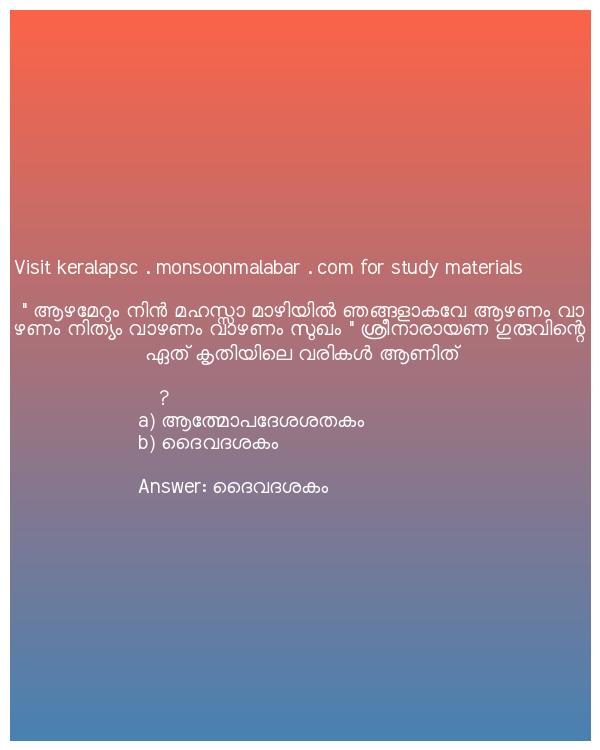 Visit keralapsc . monsoonmalabar . com for study materials
" ആഴമേറും നിൻ മഹസ്സാ മാഴിയിൽ ഞങ്ങളാകവേ ആഴണം വാ
ഴണം നിത്യം വാഴണം വാഴണം സുഖം " ശ്രീനാരായണ ഗുരുവിന്റെ
ഏത് കൃതിയിലെ വരികൾ ആണിത്
?
a) ആത്മോപദേശശതകം
b) ദൈവദശകം
Answer: ദൈവദശകം